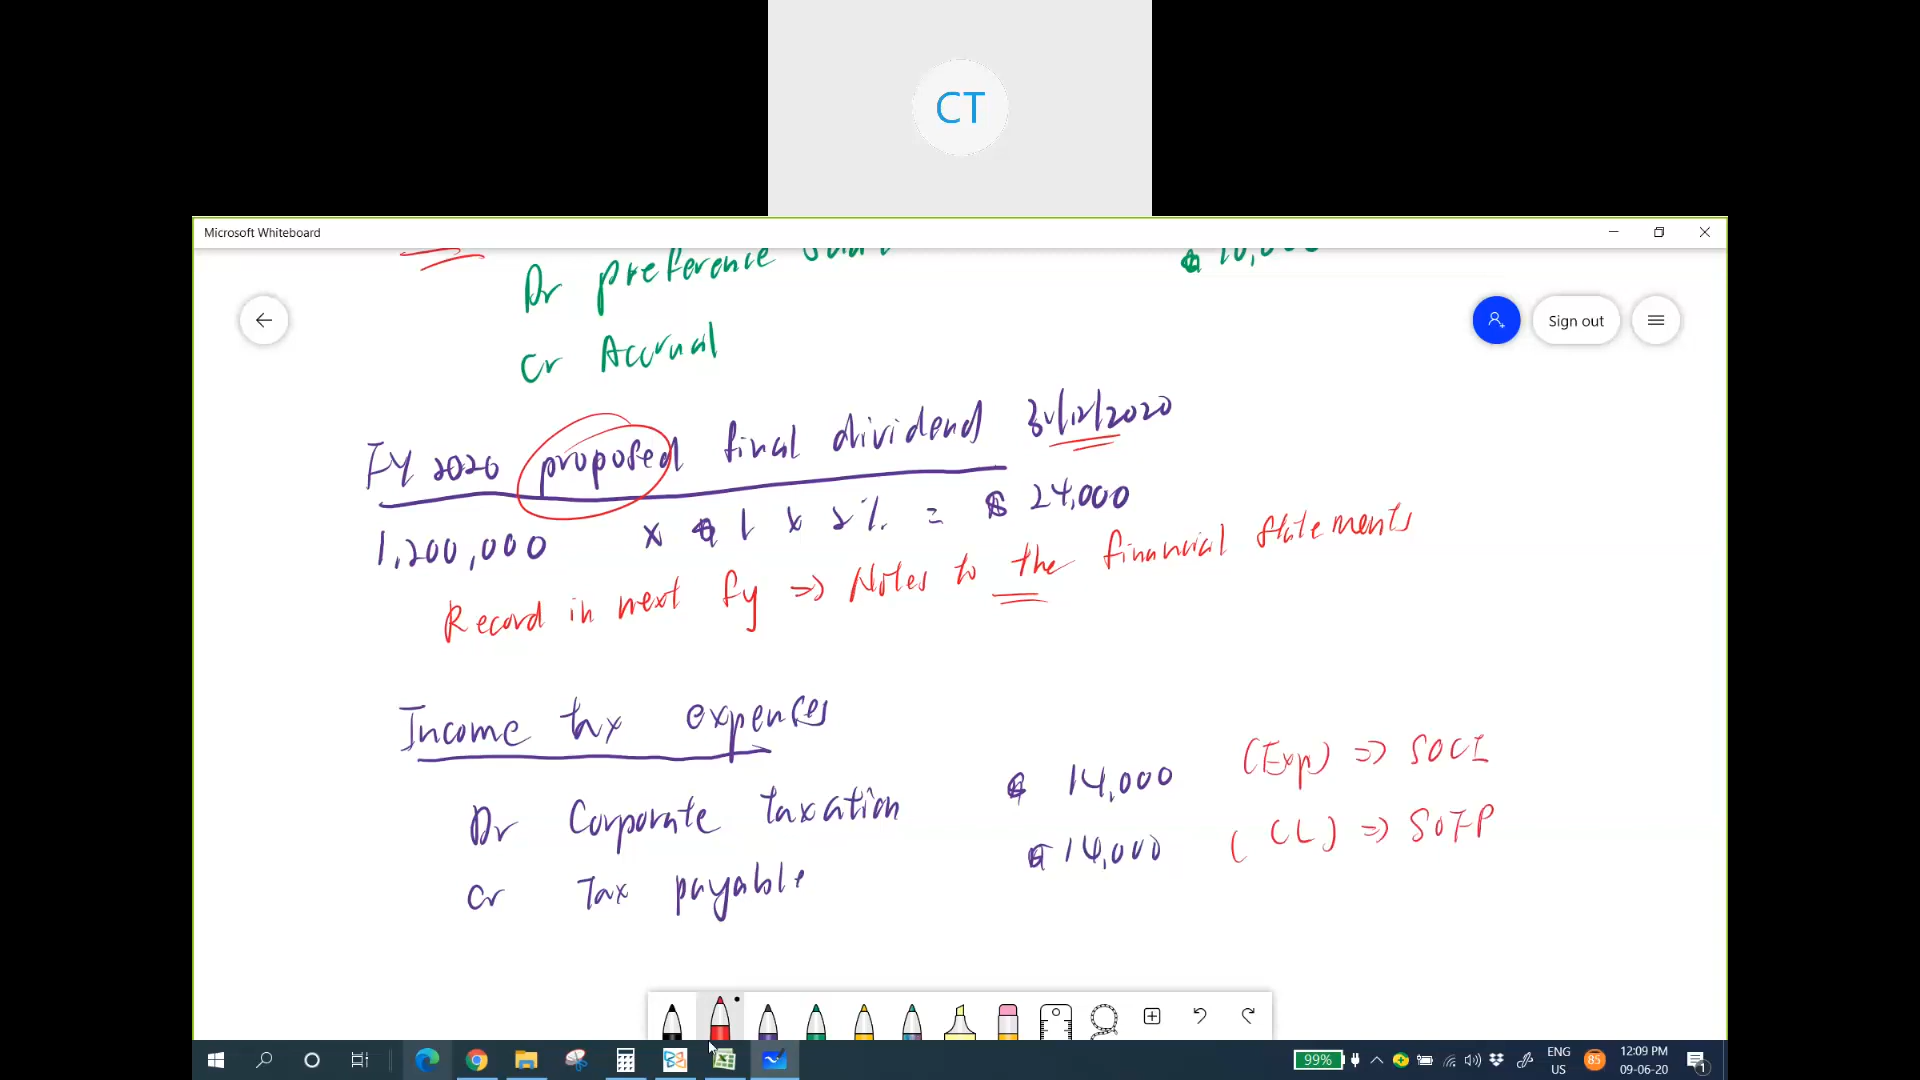 CT
Microsoft Whiteboard
Dr preference
Cr Accrual
Sign out
FY 2020 proposed final dividend 31/12/2020
1,200,000 x $ 1 x 2% = $ 24,000
Record in next fy => Notes to the financial statements
Income tax expences
Dr Corporate taxation $ 14,000 (Exp) => SOCI
Cr Tax payable $ 14,000 (CL) => SOFP
99%
ENG
US
85
12:09 PM
09-06-20
1